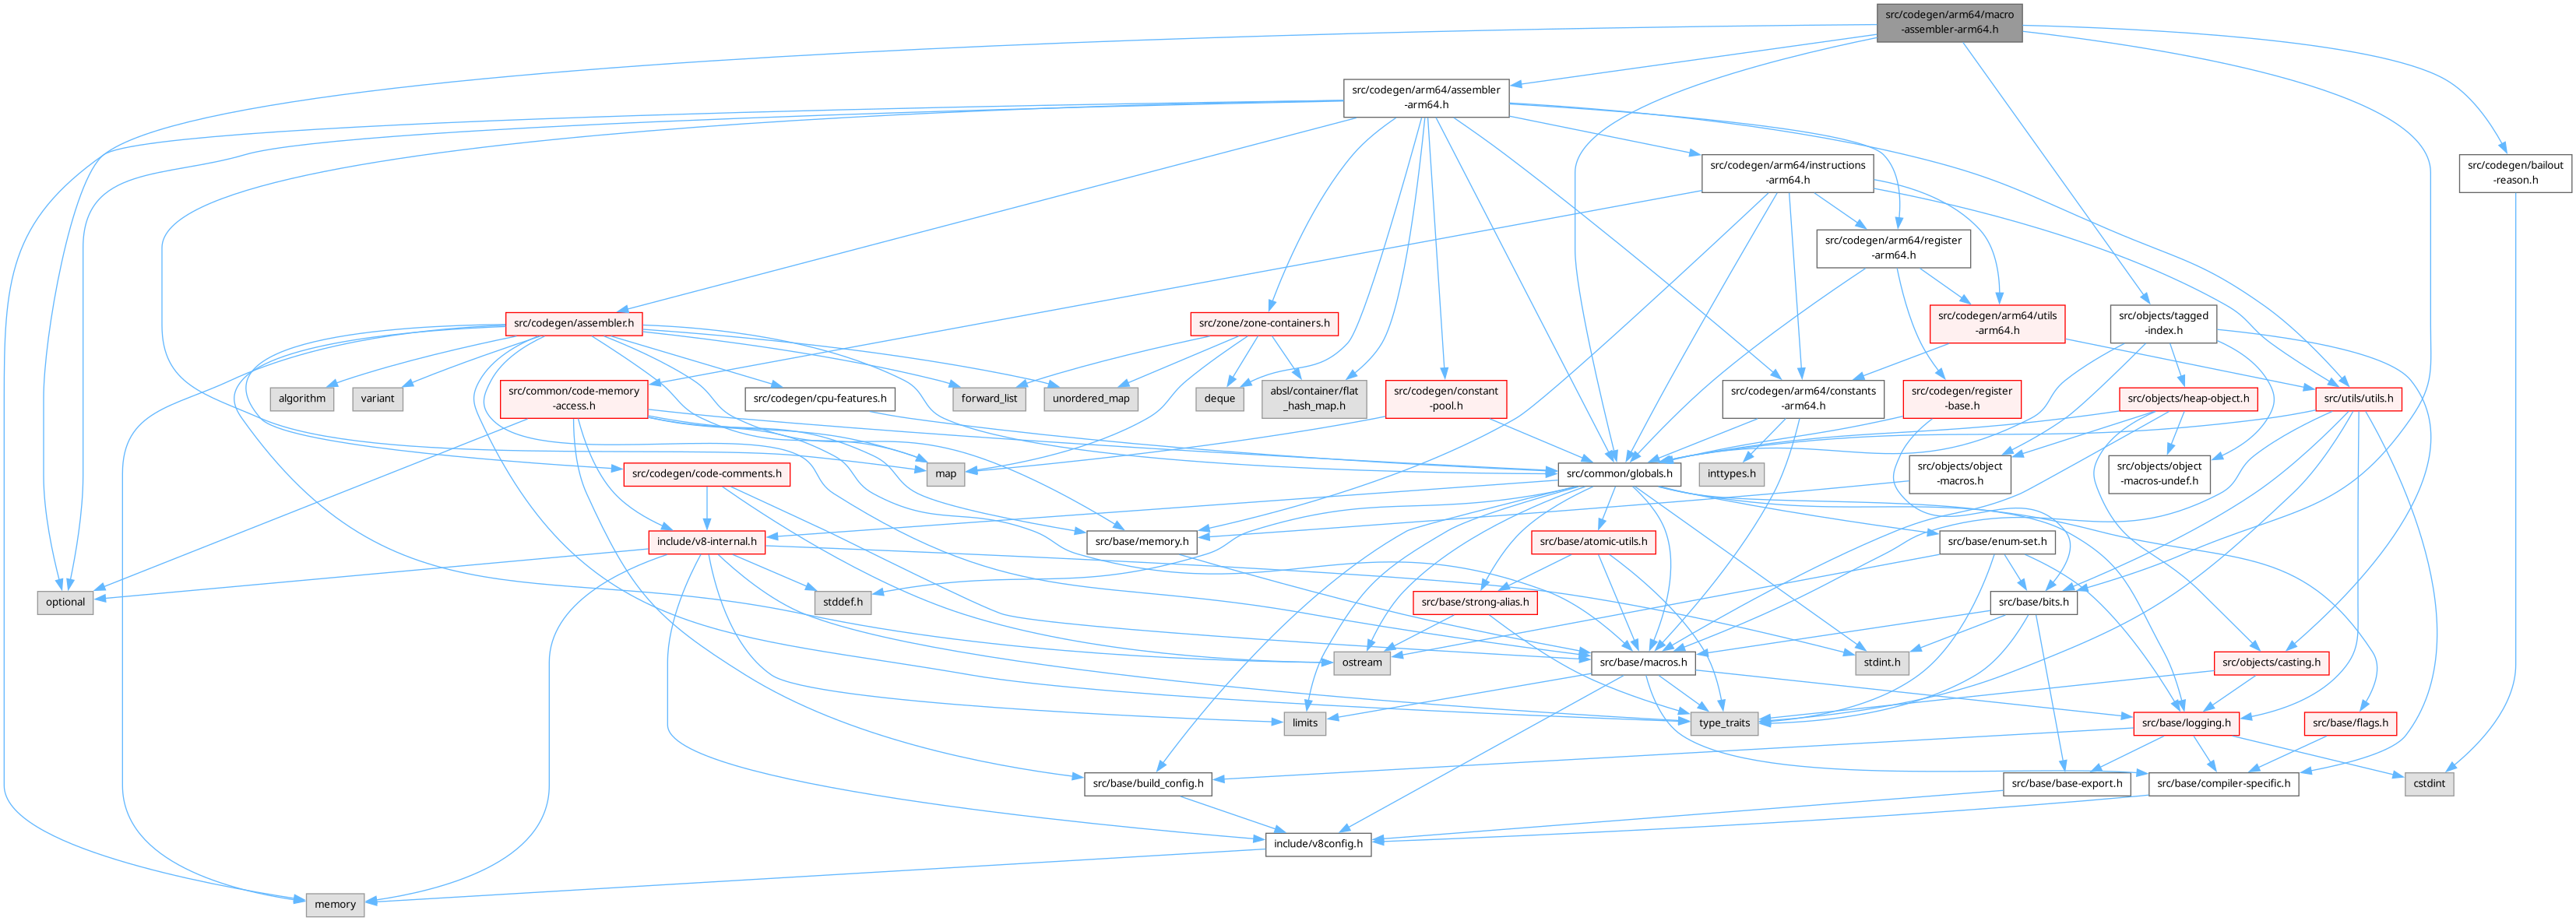 src/codegen/arm64/macro
-assembler-arm64.h
src/codegen/arm64/assembler
-arm64.h
src/codegen/arm64/instructions
-arm64.h
src/codegen/bailout
-reason.h
src/codegen/arm64/register
-arm64.h
src/codegen/assembler.h
src/zone/zone-containers.h
src/codegen/arm64/utils
-arm64.h
src/objects/tagged
-index.h
algorithm
variant
src/common/code-memory
-access.h
src/codegen/cpu-features.h
forward_list
unordered_map
deque
absl/container/flat
_hash_map.h
src/codegen/constant
-pool.h
src/codegen/arm64/constants
-arm64.h
src/codegen/register
-base.h
src/objects/heap-object.h
src/utils/utils.h
src/codegen/code-comments.h
map
src/common/globals.h
inttypes.h
src/objects/object
-macros.h
src/objects/object
-macros-undef.h
include/v8-internal.h
src/base/memory.h
src/base/atomic-utils.h
src/base/enum-set.h
optional
stddef.h
src/base/strong-alias.h
src/base/bits.h
ostream
src/base/macros.h
stdint.h
src/objects/casting.h
limits
type_traits
src/base/logging.h
src/base/flags.h
src/base/build_config.h
src/base/base-export.h
src/base/compiler-specific.h
cstdint
include/v8config.h
memory